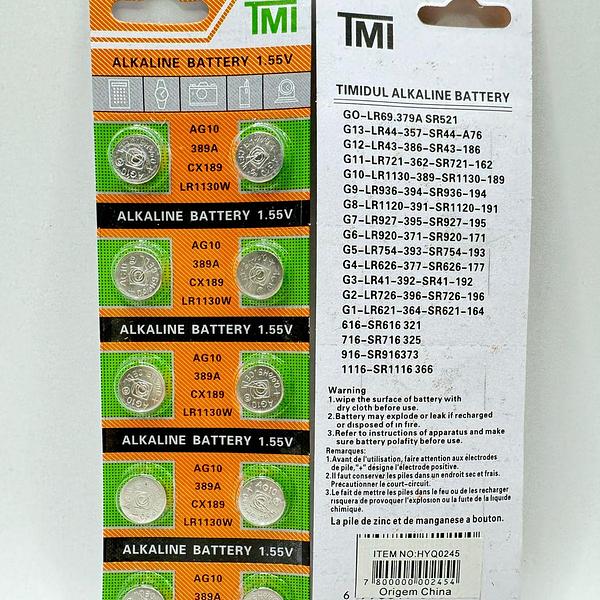 TMI
ALKALINE BATTERY 1.55V
AG10
389A
CX189
LR1130W
ALKALINE BATTERY 1.55V
AG10
389A
CX189
LR1130W
ALKALINE BATTERY 1.55V
AG10
389A
CX189
LR1130W
ALKALINE BATTERY 1.55V
AG10
389A
CX189
LR1130W
ALKALINE BATTERY 1.55V
AG10
389A
TMI
TIMIDUL ALKALINE BATTERY
GO-LR69.379A SR521
G13-LR44-357-SR44-A76
G12-LR43-386-SR43-186
G11-LR721-362-SR721-162
G10-LR1130-389-SR1130-189
G9-LR936-394-SR936-194
G8-LR1120-391-SR1120-191
G7-LR927-395-SR927-195
G6-LR920-371-SR920-171
G5-LR754-393-SR754-193
G4-LR626-377-SR626-177
G3-LR41-392-SR41-192
G2-LR726-396-SR726-196
G1-LR621-364-SR621-164
616-SR616 321
716-SR716 325
916-SR916373
1116-SR1116 366
Warning
1.wipe the surface of battery with
dry cloth before use.
2.Battery may explode or leak if recharged
or disposed of in fire.
3.Refer to instructions of apparatus and make
sure battery polafity before use.
Remarques:
1.Avant de l'utilisation, faire attention aux électrodes
de pile,"+" désigne l'électrode positive.
2.Il faut conserver les piles dans un endroit sec et frais.
Précautionner le court-circuit.
3.Le fait de mettre les piles dans le feu ou de les recharger
risquera de provoquer l'explosion ou la fuite de la liquide
chimique.
La pile de zinc et de manganese a bouton.
ITEM NO:HYQ0245
7 800000 002454
Origem China